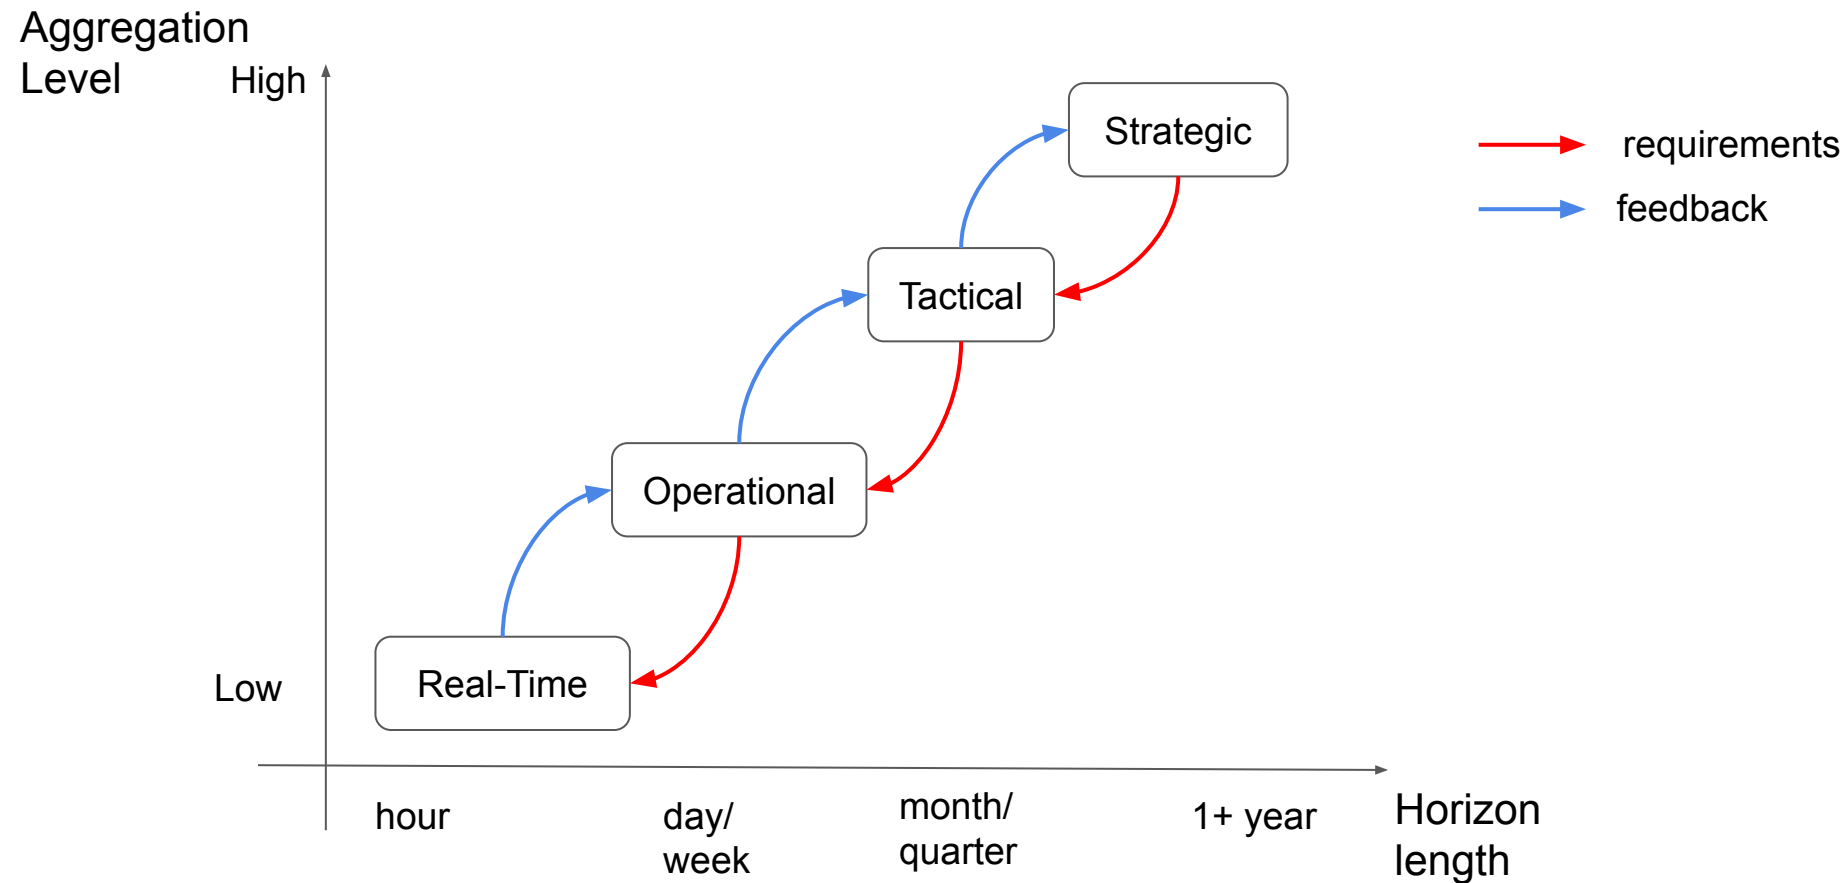 Aggregation
Level
High
Strategic
requirements
feedback
Tactical
Operational
Real-Time
Low
hour
day/
week
month/
quarter
1+ year
Horizon
length